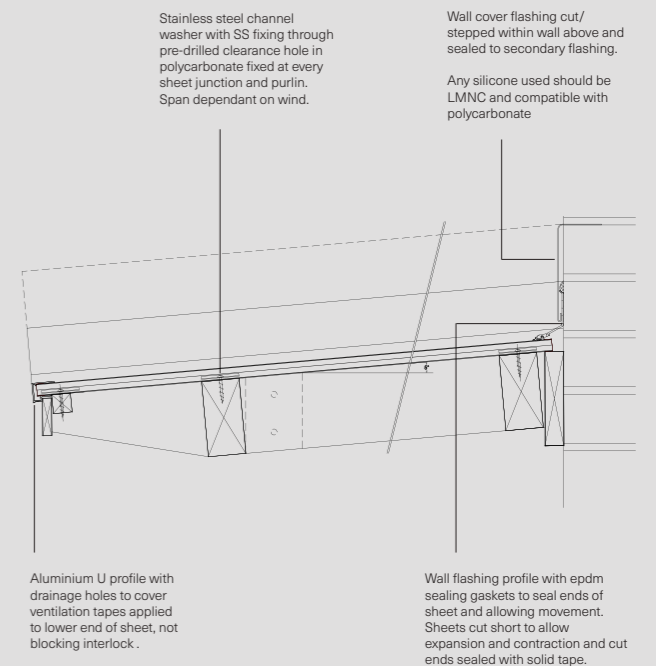 Stainless steel channel
washer with SS fixing through
pre-drilled clearance hole in
polycarbonate fixed at every
sheet junction and purlin.
Span dependant on wind.
Wall cover flashing cut/
stepped within wall above and
sealed to secondary flashing.
Any silicone used should be
LMNC and compatible with
polycarbonate
Aluminium U profile with
drainage holes to cover
ventilation tapes applied
to lower end of sheet, not
blocking interlock .
Wall flashing profile with epdm
sealing gaskets to seal ends of
sheet and allowing movement.
Sheets cut short to allow
expansion and contraction and cut
ends sealed with solid tape.